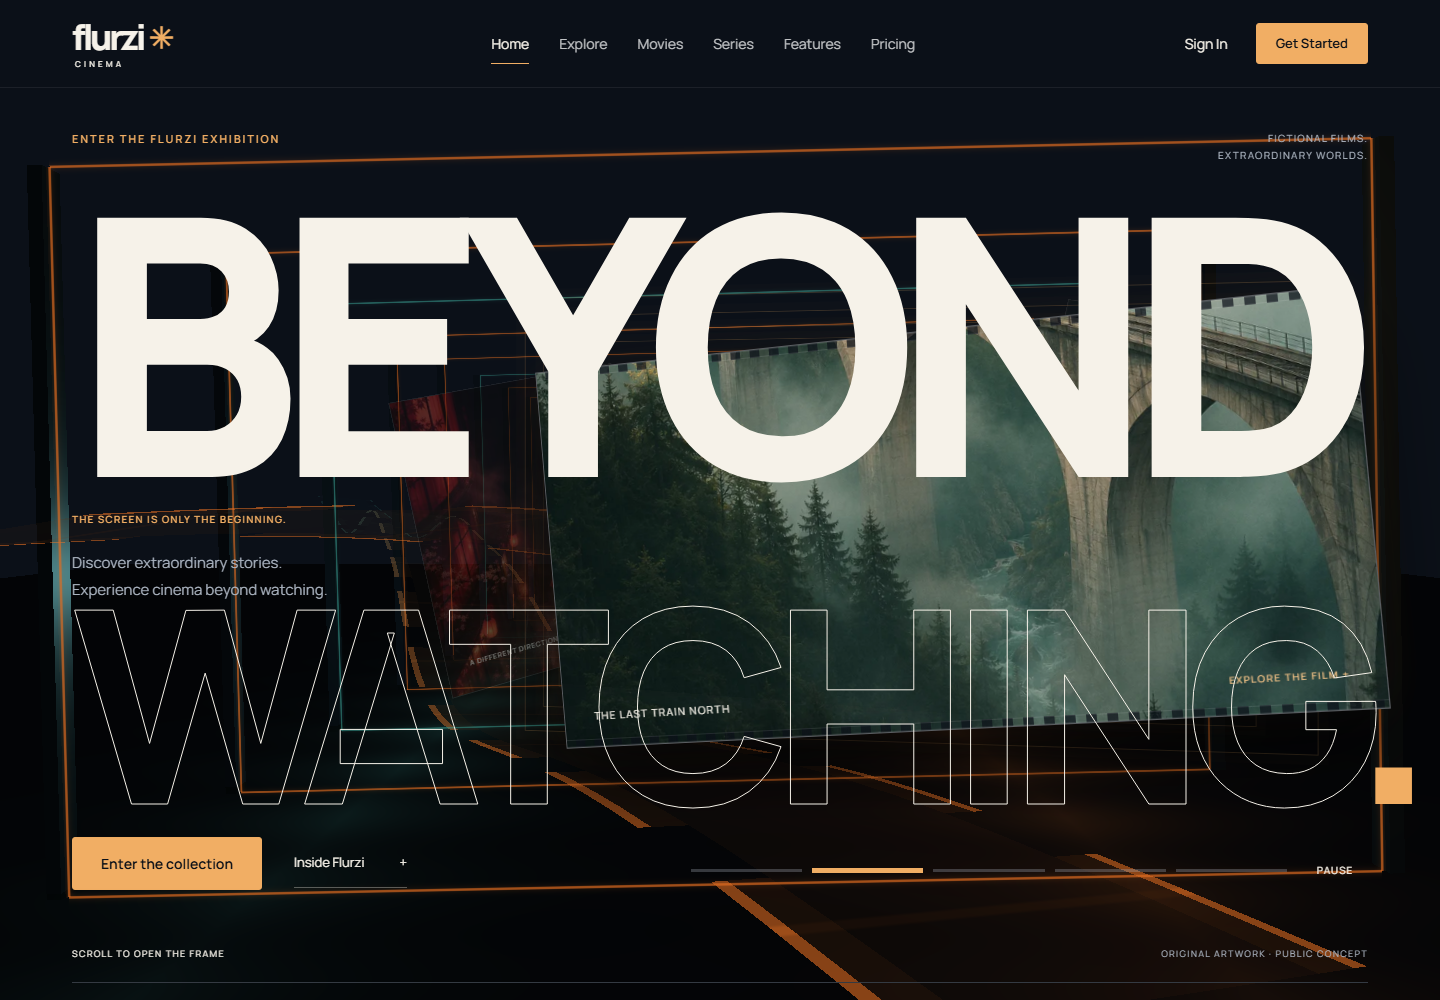 flurzi
CINEMA
Home
Explore
Movies
Series
Features
Pricing
Sign In
Get Started
ENTER THE FLURZI EXHIBITION
FICTIONAL FILMS.
EXTRAORDINARY WORLDS.
BEYOND
THE SCREEN IS ONLY THE BEGINNING.
Discover extraordinary stories.
Experience cinema beyond watching.
WATCHING
A DIFFERENT DIRECTION
THE LAST TRAIN NORTH
EXPLORE THE FILM +
Enter the collection
Inside Flurzi +
PAUSE
SCROLL TO OPEN THE FRAME
ORIGINAL ARTWORK · PUBLIC CONCEPT